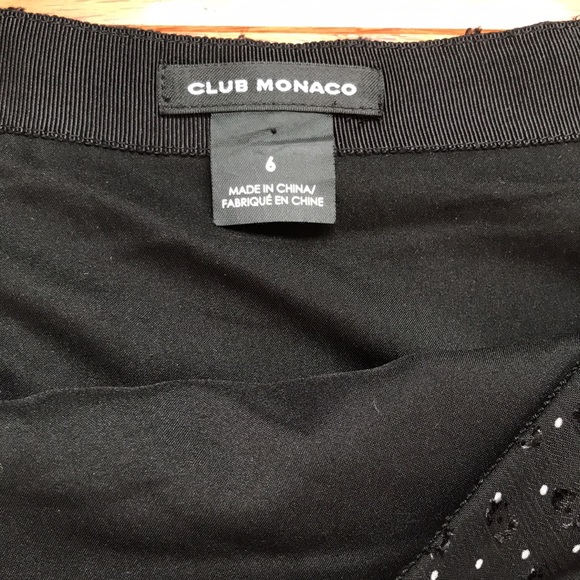 CLUB MONACO
6
MADE IN CHINA/
FABRIQUÉ EN CHINE